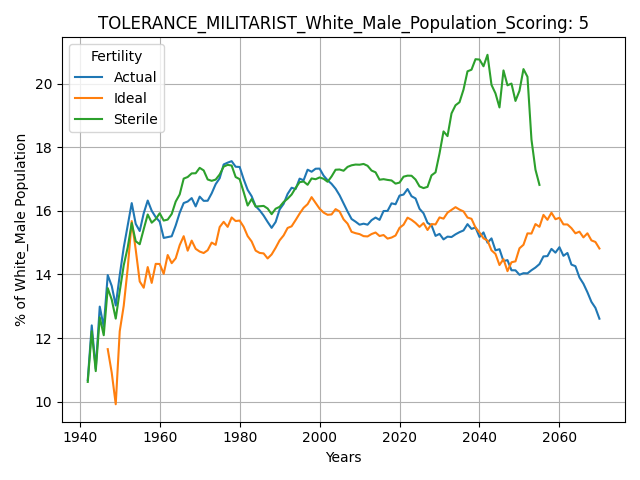 TOLERANCE_MILITARIST_White_Male_Population_Scoring: 5
Fertility
Actual
Ideal
Sterile
% of White_Male Population
20
18
16
14
12
10
1940
1960
1980
2000
2020
2040
2060
Years